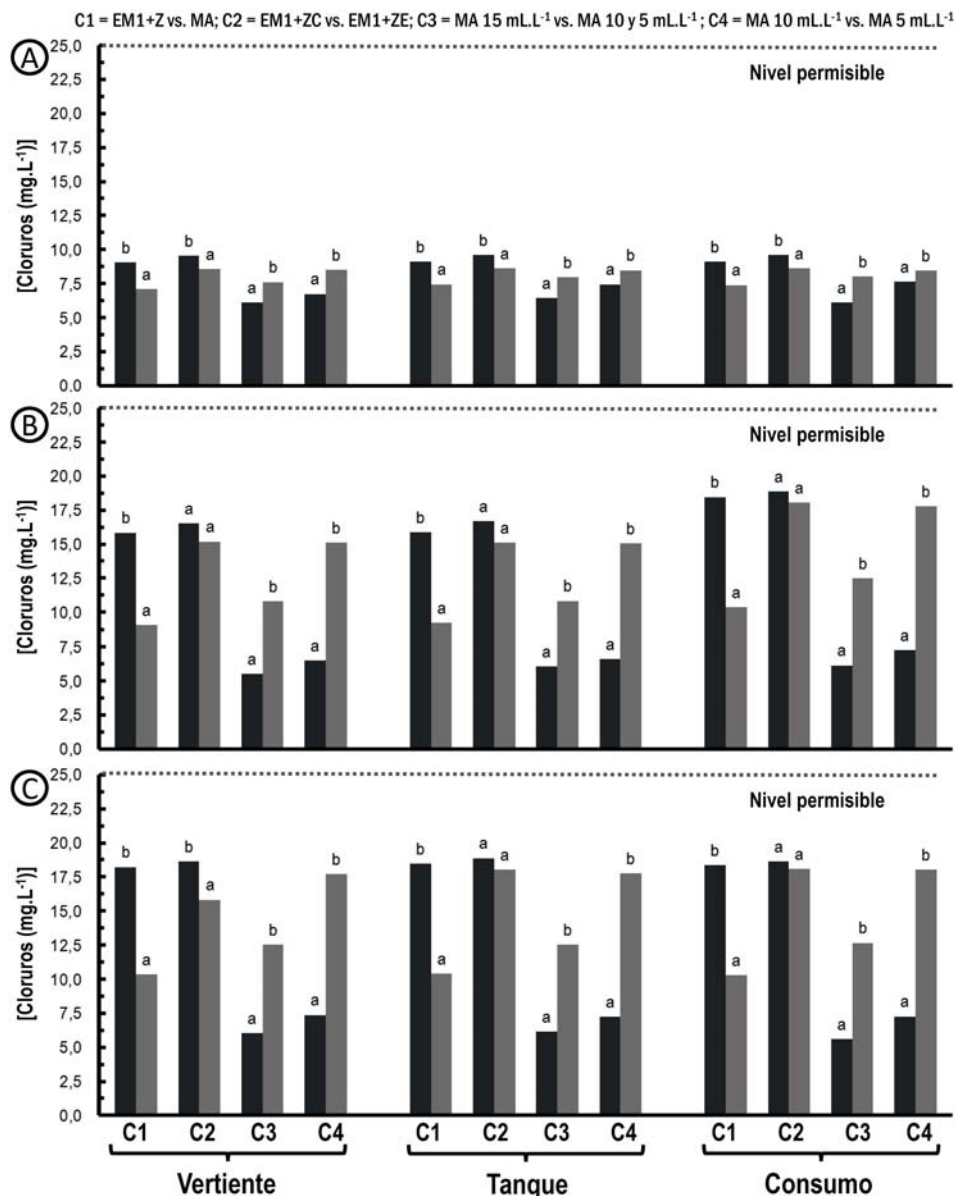 C1 = EM1+Z vs. MA; C2 = EM1+ZC vs. EM1+ZE; C3 = MA 15 mL.L⁻¹ vs. MA 10 y 5 mL.L⁻¹ ; C4 = MA 10 mL.L⁻¹ vs. MA 5 mL.L⁻¹
A
[Cloruros (mg.L⁻¹)]
25,0
22,5
20,0
17,5
15,0
12,5
10,0
7,5
5,0
2,5
0,0
Nivel permisible
b a b a a b a b
b a b a a b a b
b a b a a b a b
B
[Cloruros (mg.L⁻¹)]
25,0
22,5
20,0
17,5
15,0
12,5
10,0
7,5
5,0
2,5
0,0
Nivel permisible
b a a a a b a b
b a a a a b a b
b a a a a b a b
C
[Cloruros (mg.L⁻¹)]
25,0
22,5
20,0
17,5
15,0
12,5
10,0
7,5
5,0
2,5
0,0
Nivel permisible
b a b a a b a b
b a a a a b a b
b a a a a b a b
C1 C2 C3 C4 C1 C2 C3 C4 C1 C2 C3 C4
Vertiente Tanque Consumo